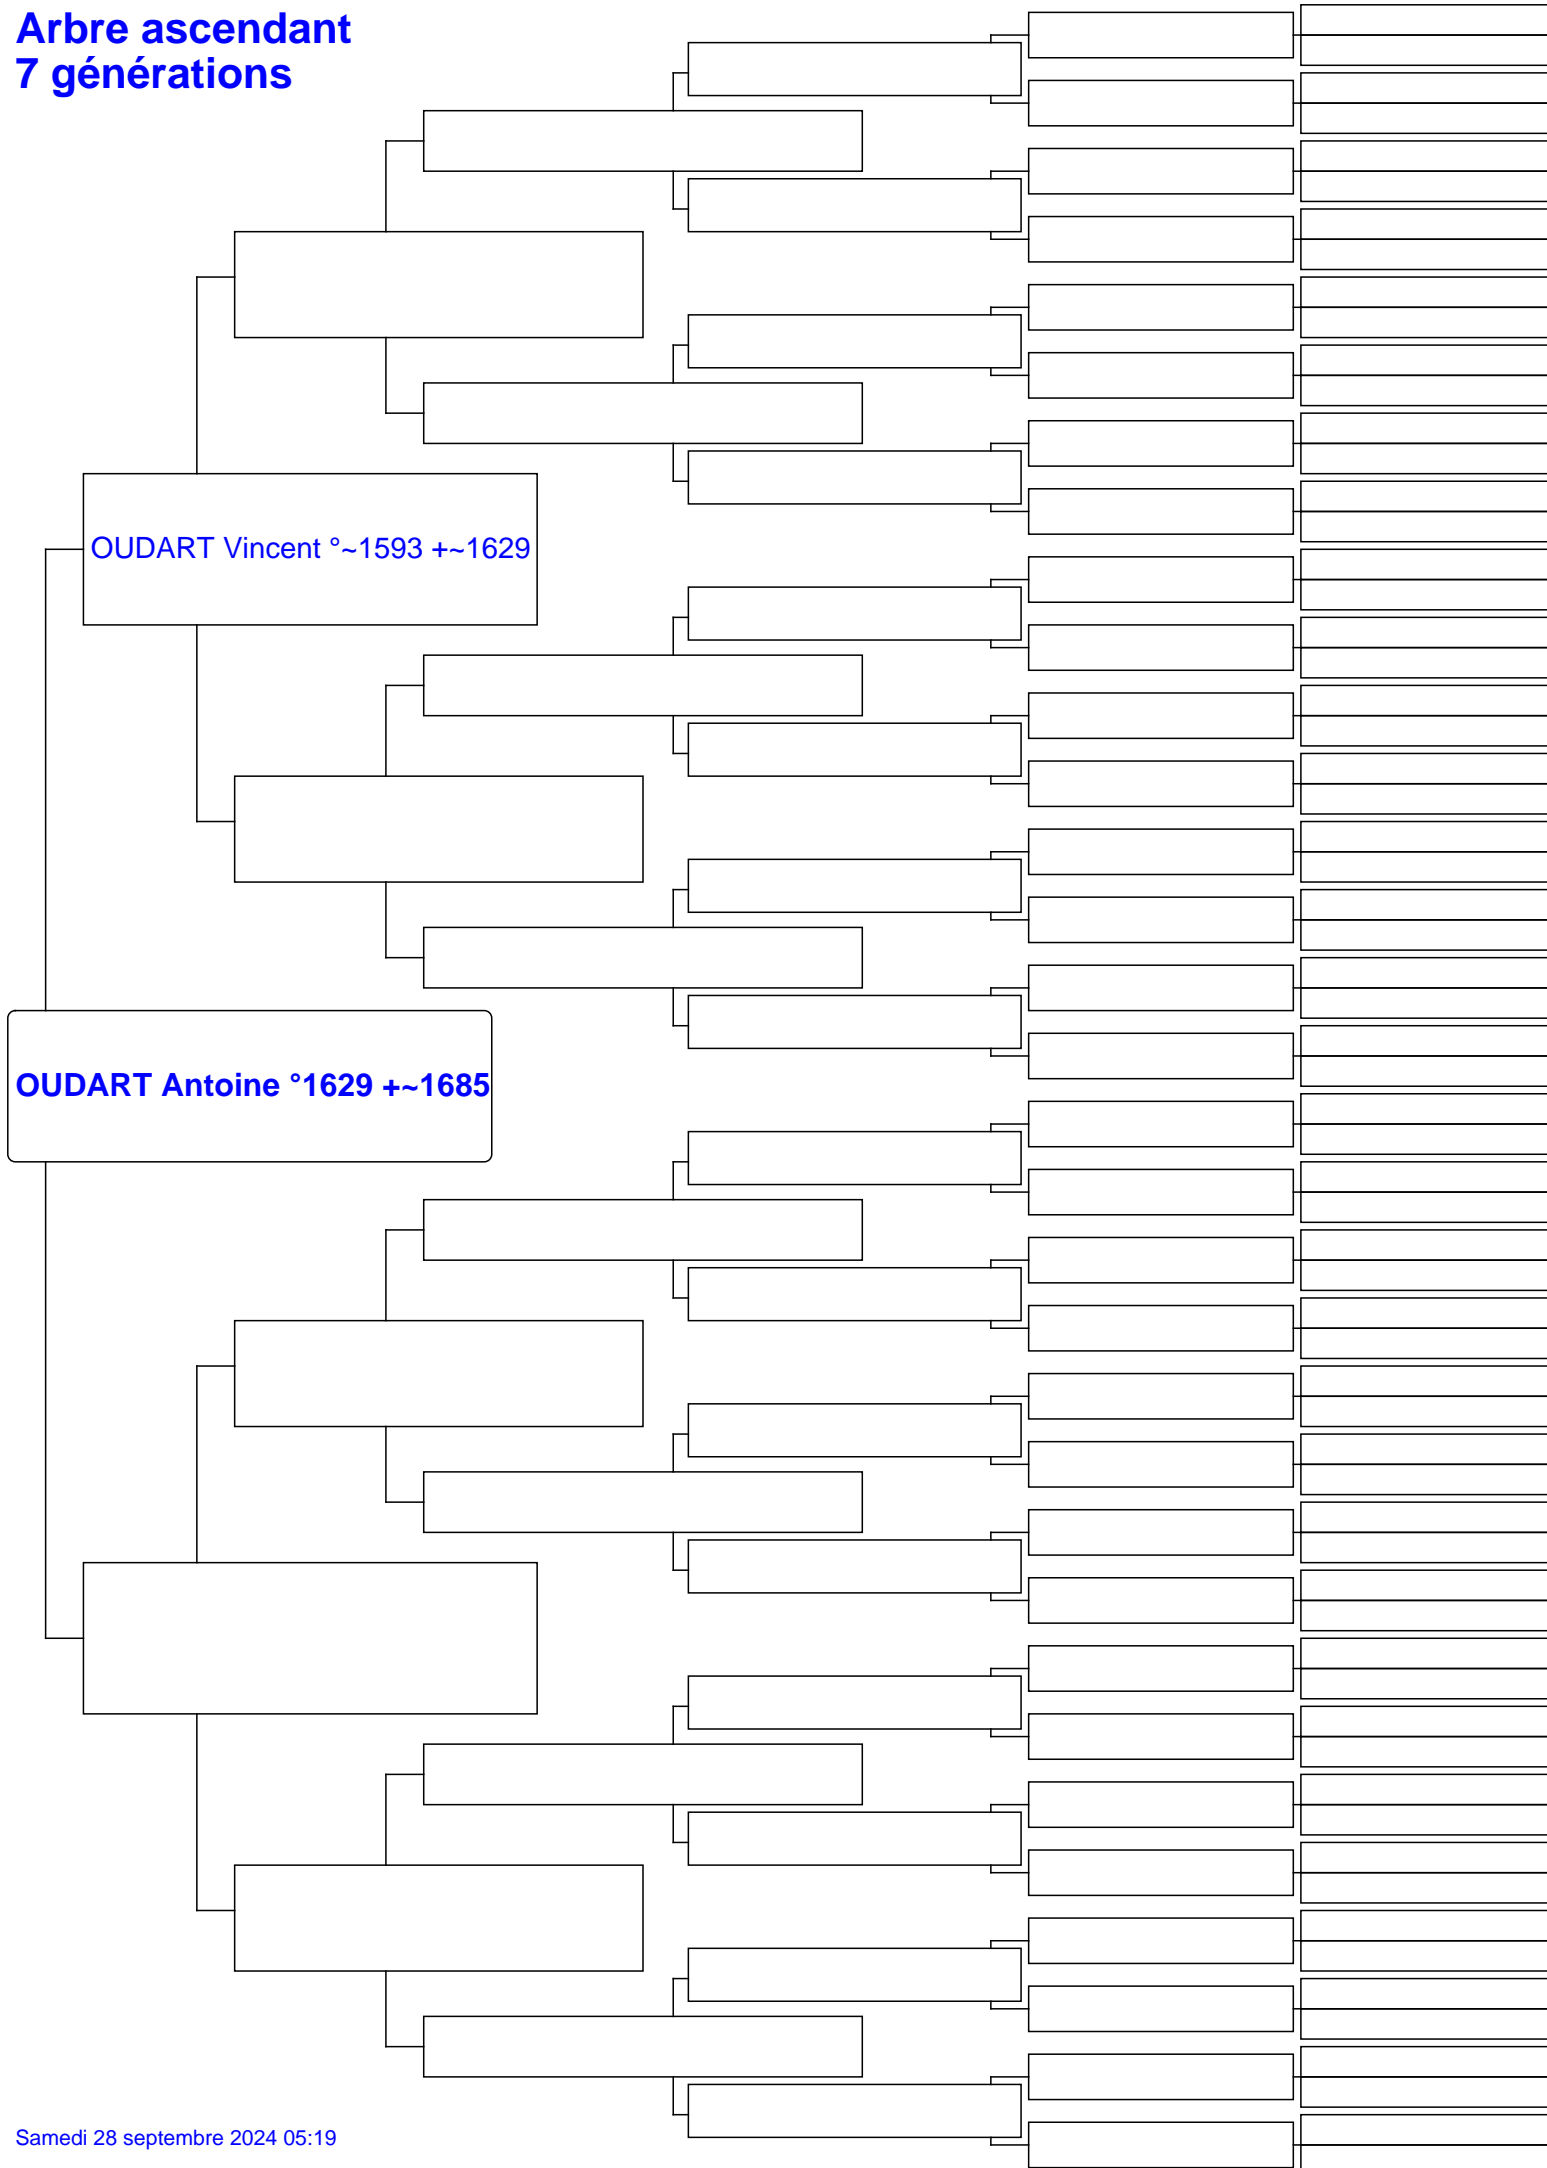 Arbre ascendant
7 générations
OUDART Vincent °~1593 +~1629
OUDART Antoine °1629 +~1685
Samedi 28 septembre 2024 05:19